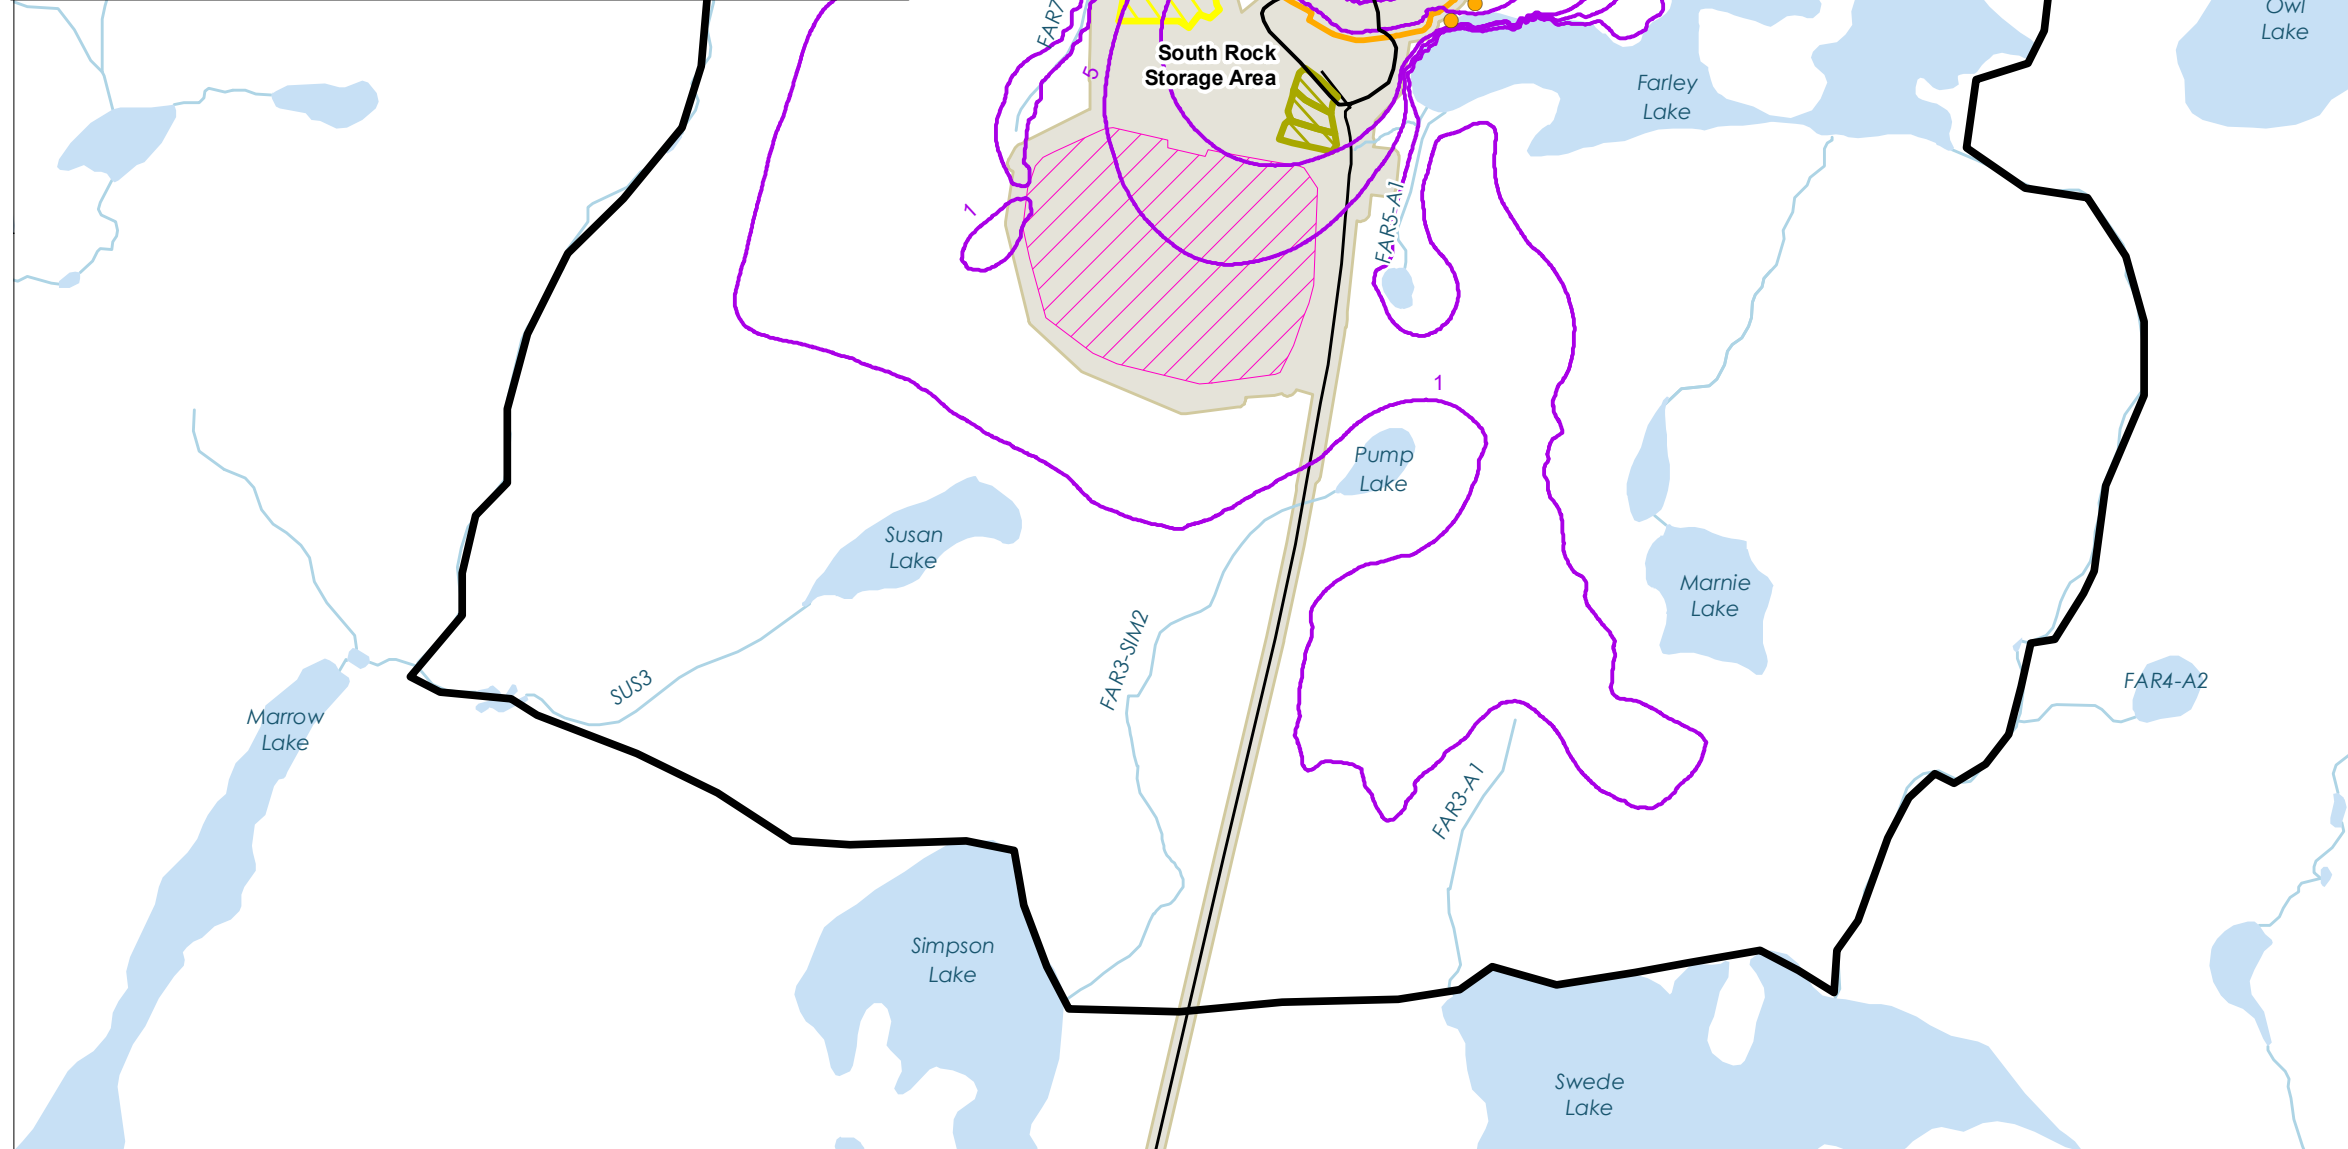 Owl
Lake
FAR7
South Rock
Storage Area
5
Farley
Lake
1
FAR5-A1
1
Pump
Lake
Susan
Lake
Marnie
Lake
FAR3-SIM2
SUS3
FAR4-A2
Marrow
Lake
FAR3-A1
Simpson
Lake
Swede
Lake